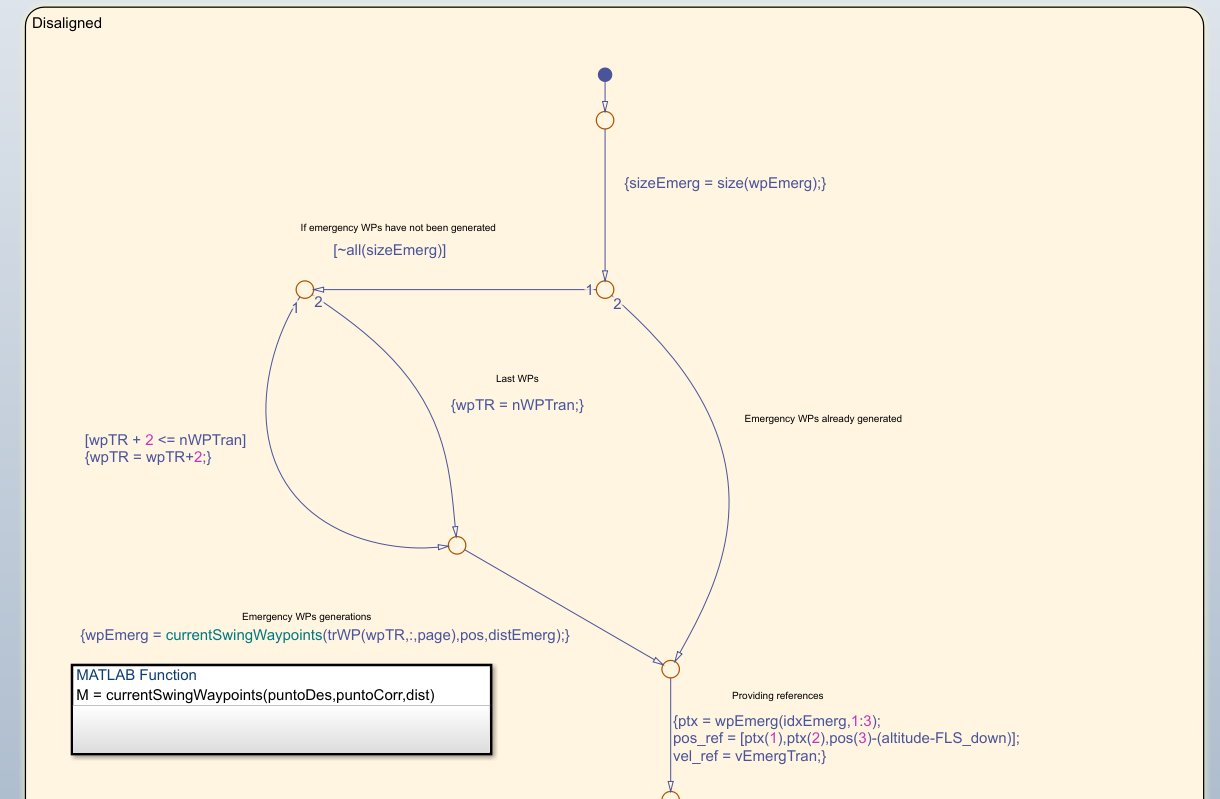 Disaligned
{sizeEmerg = size(wpEmerg);}
If emergency WPs have not been generated
[~all(sizeEmerg)]
1
2
1
2
Last WPs
{wpTR = nWPTran;}
Emergency WPs already generated
[wpTR + 2 <= nWPTran]
{wpTR = wpTR+2;}
Emergency WPs generations
{wpEmerg = currentSwingWaypoints(trWP(wpTR,:,page),pos,distEmerg);}
MATLAB Function
M = currentSwingWaypoints(puntoDes,puntoCorr,dist)
Providing references
{ptx = wpEmerg(idxEmerg,1:3);
pos_ref = [ptx(1),ptx(2),pos(3)-(altitude-FLS_down)];
vel_ref = vEmergTran;}